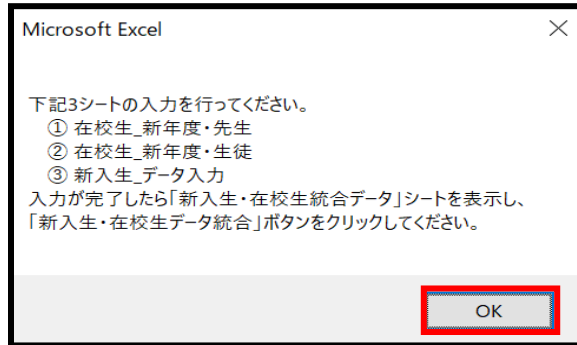 Microsoft Excel
下記3シートの入力を行ってください。
① 在校生_新年度・先生
② 在校生_新年度・生徒
③ 新入生_データ入力
入力が完了したら「新入生・在校生統合データ」シートを表示し、
「新入生・在校生データ統合」ボタンをクリックしてください。
OK